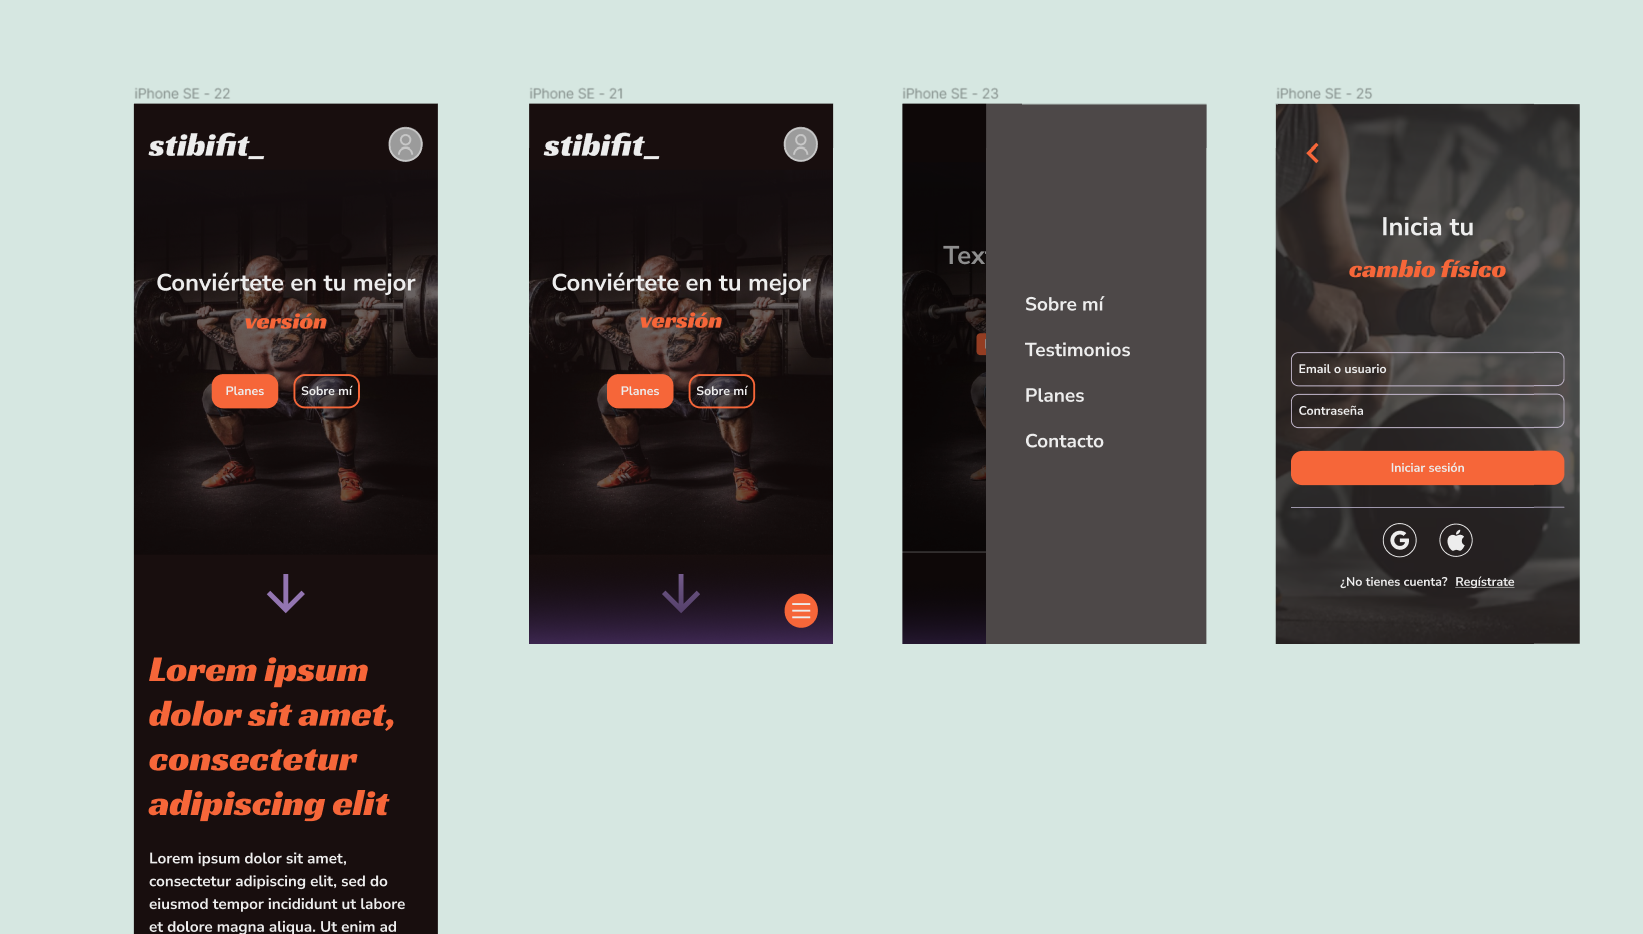 iPhone SE - 22
stibifit_
Conviértete en tu mejor
versión
Planes
Sobre mí
Lorem ipsum
dolor sit amet,
consectetur
adipiscing elit
Lorem ipsum dolor sit amet,
consectetur adipiscing elit, sed do
eiusmod tempor incididunt ut labore
et dolore magna aliqua. Ut enim ad
iPhone SE - 21
stibifit_
Conviértete en tu mejor
versión
Planes
Sobre mí
iPhone SE - 23
Sobre mí
Testimonios
Planes
Contacto
iPhone SE - 25
Inicia tu
cambio físico
Email o usuario
Contraseña
Iniciar sesión
G
¿No tienes cuenta? Regístrate